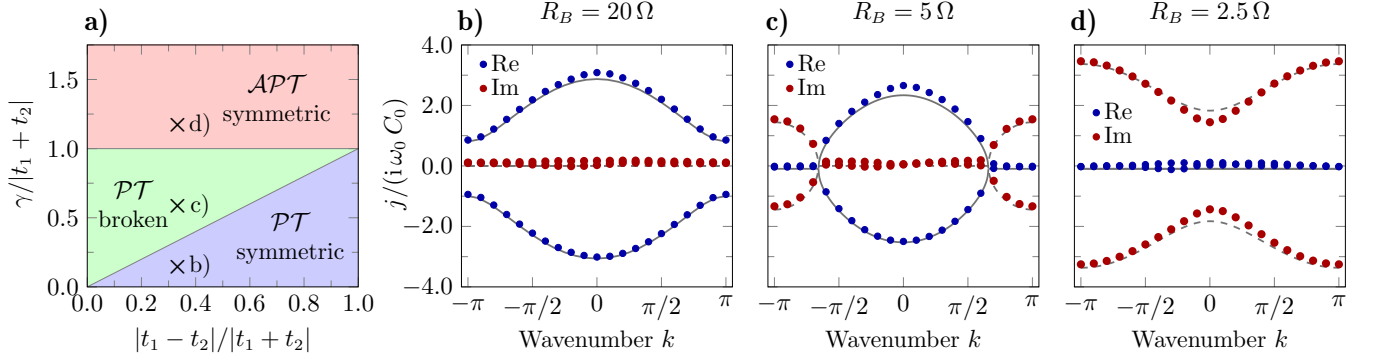 a)
γ/|t₁ + t₂|
1.5
1.0
0.5
0.0
𝒜𝒫𝒯
symmetric
×d)
𝒫𝒯
broken
×c)
𝒫𝒯
symmetric
×b)
0.0 0.2 0.4 0.6 0.8 1.0
|t₁ − t₂|/|t₁ + t₂|
b) R_B = 20 Ω
j/(iω₀ C₀)
4.0
2.0
0.0
−2.0
−4.0
Re
Im
−π −π/2 0 π/2 π
Wavenumber k
c) R_B = 5 Ω
Re
Im
−π −π/2 0 π/2 π
Wavenumber k
d) R_B = 2.5 Ω
Re
Im
−π −π/2 0 π/2 π
Wavenumber k